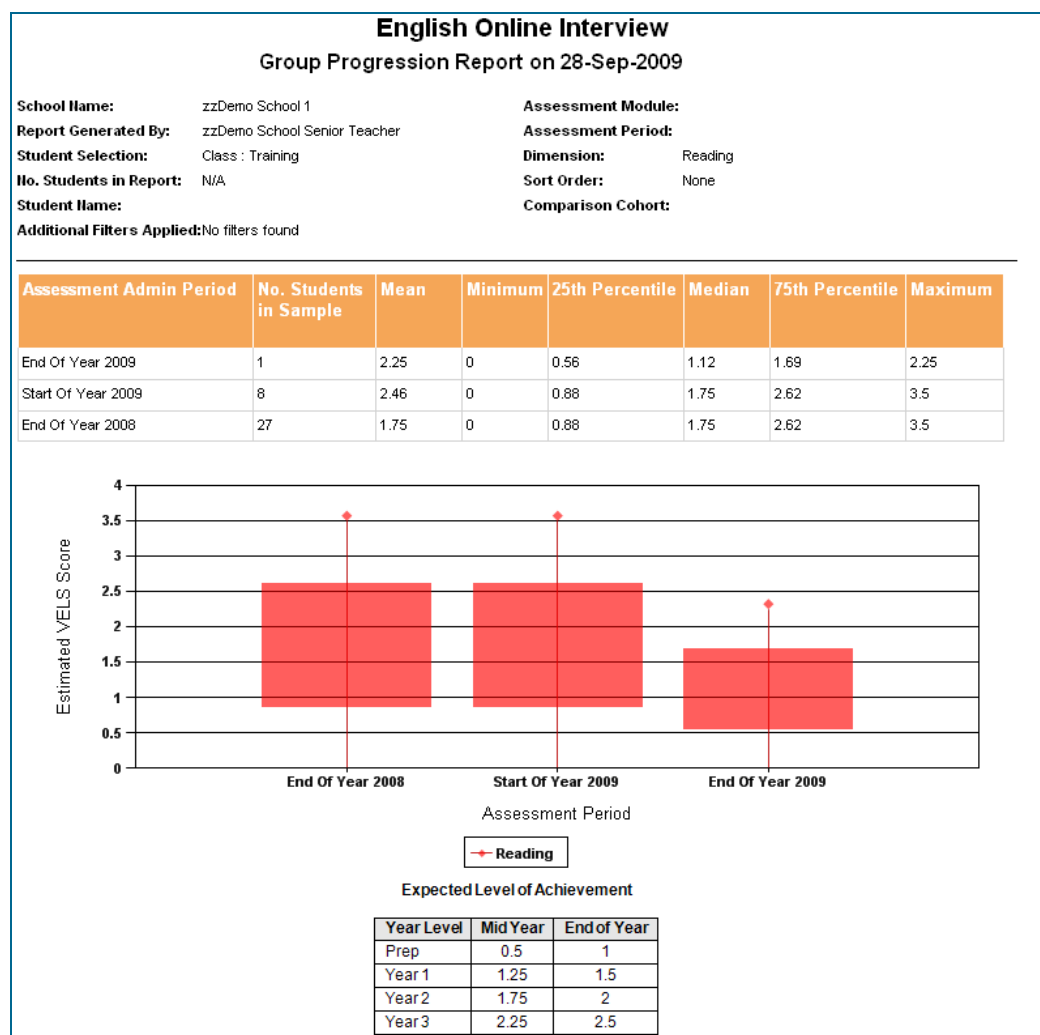 English Online Interview
Group Progression Report on 28-Sep-2009
School Name: zzDemo School 1 Assessment Module:
Report Generated By: zzDemo School Senior Teacher Assessment Period:
Student Selection: Class : Training Dimension: Reading
No. Students in Report: N/A Sort Order: None
Student Name: Comparison Cohort:
Additional Filters Applied:No filters found
Assessment Admin Period No. Students in Sample Mean Minimum 25th Percentile Median 75th Percentile Maximum
End Of Year 2009 1 2.25 0 0.56 1.12 1.69 2.25
Start Of Year 2009 8 2.46 0 0.88 1.75 2.62 3.5
End Of Year 2008 27 1.75 0 0.88 1.75 2.62 3.5
Estimated VELS Score
4
3.5
3
2.5
2
1.5
1
0.5
0
End Of Year 2008 Start Of Year 2009 End Of Year 2009
Assessment Period
Reading
Expected Level of Achievement
Year Level Mid Year End of Year
Prep 0.5 1
Year 1 1.25 1.5
Year 2 1.75 2
Year 3 2.25 2.5